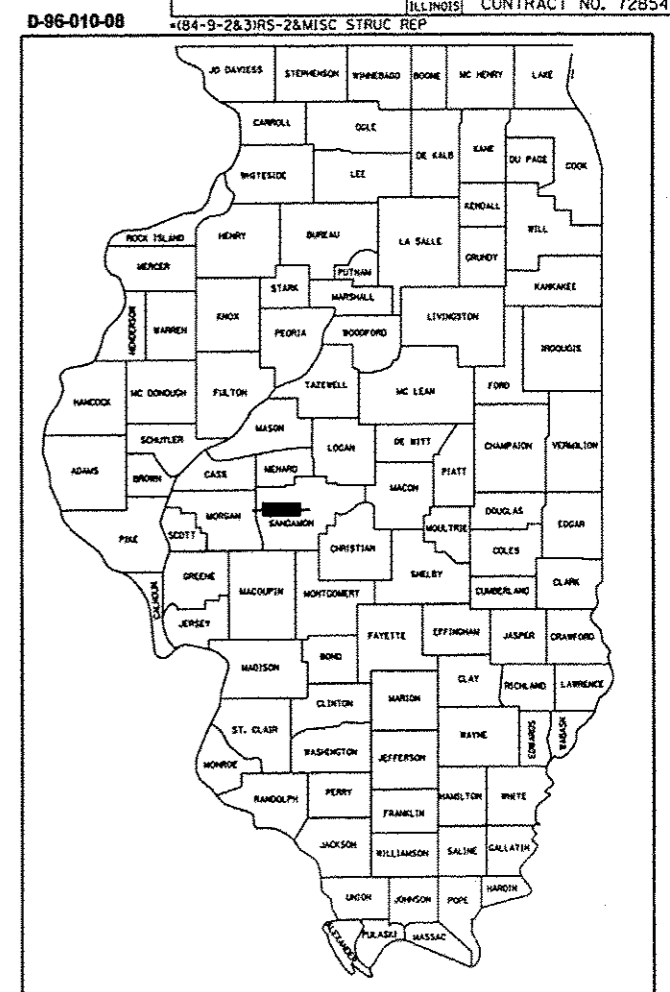 ILLINOIS CONTRACT NO. 72854
D-96-010-08
*(84-9-2&3)RS-2&MISC STRUC REP
JO DAVIESS STEPHENSON WINNEBAGO BOONE MC HENRY LAKE
CARROLL OGLE
DE KALB KANE DU PAGE COOK
WHITESIDE LEE
KENDALL
ROCK ISLAND HENRY BUREAU LA SALLE WILL
GRUNDY
MERCER PUTNAM
STARK MARSHALL KANKAKEE
HENDERSON WARREN KNOX PEORIA WOODFORD LIVINGSTON IROQUOIS
HANCOCK MC DONOUGH FULTON TAZEWELL MC LEAN FORD
MASON
SCHUYLER LOGAN DE WITT CHAMPAION VERMILION
ADAMS BROWN CASS MENARD PIATT
MACON
MORGAN SANGAMON DOUGLAS EDGAR
PIKE SCOTT MOULTRIE
CHRISTIAN COLES
GREENE MACOUPIN MONTGOMERY SHELBY CUMBERLAND CLARK
CALHOUN
JERSEY FAYETTE EFFINGHAM JASPER CRAWFORD
BOND
MADISON CLAY RICHLAND LAWRENCE
CLINTON MARION
ST. CLAIR WAYNE EDWARDS WABASH
WASHINGTON JEFFERSON
MONROE
RANDOLPH PERRY HAMILTON WHITE
FRANKLIN
JACKSON WILLIAMSON SALINE GALLATIN
UNION JOHNSON POPE HARDIN
ALEXANDER PULASKI MASSAC